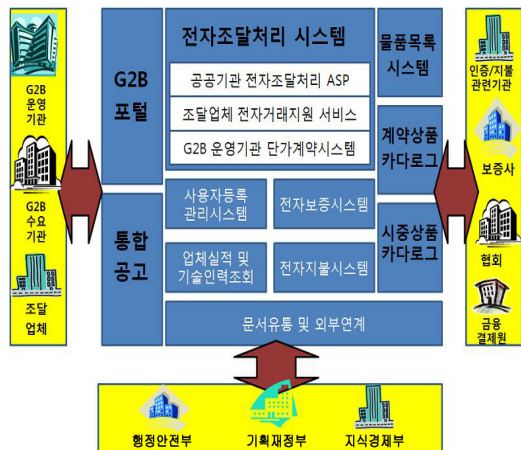 G2B
운영
기관
G2B
수요
기관
조달
업체
G2B
포털
통합
공고
전자조달처리 시스템
공공기관 전자조달처리 ASP
조달업체 전자거래지원 서비스
G2B 운영기관 단가계약시스템
사용자등록
관리시스템
전자보증시스템
업체실적 및
기술인력조회
전자지불시스템
문서유통 및 외부연계
물품목록
시스템
계약상품
카다로그
시중상품
카다로그
인증/지불
관련기관
보증사
협회
금융
결제원
행정안전부
기획재정부
지식경제부